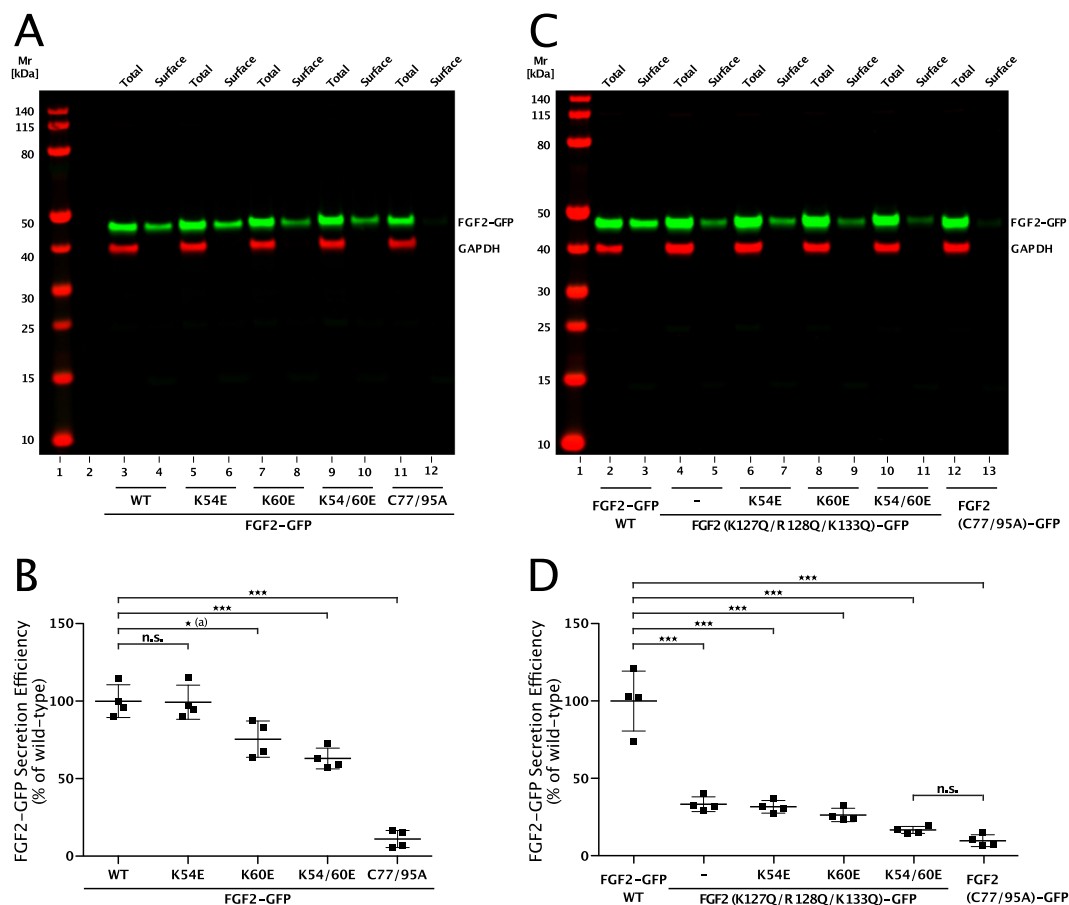 A
Mr
[kDa]
Total Surface Total Surface Total Surface Total Surface Total Surface
140
115
80
50
40
30
25
15
10
FGF2-GFP
GAPDH
1 2 3 4 5 6 7 8 9 10 11 12
WT K54E K60E K54/60E C77/95A
FGF2-GFP
C
Mr
[kDa]
Total Surface Total Surface Total Surface Total Surface Total Surface Total Surface
140
115
80
50
40
30
25
15
10
FGF2-GFP
GAPDH
1 2 3 4 5 6 7 8 9 10 11 12 13
FGF2-GFP
WT
- K54E K60E K54/60E
FGF2(K127Q/R128Q/K133Q)-GFP
FGF2
(C77/95A)-GFP
B
FGF2-GFP Secretion Efficiency
(% of wild-type)
150
100
50
0
★★★
★★★
★ (a)
n.s.
WT K54E K60E K54/60E C77/95A
FGF2-GFP
D
FGF2-GFP Secretion Efficiency
(% of wild-type)
150
100
50
0
★★★
★★★
★★★
★★★
★★★
n.s.
FGF2-GFP
WT
- K54E K60E K54/60E
FGF2(K127Q/R128Q/K133Q)-GFP
FGF2
(C77/95A)-GFP